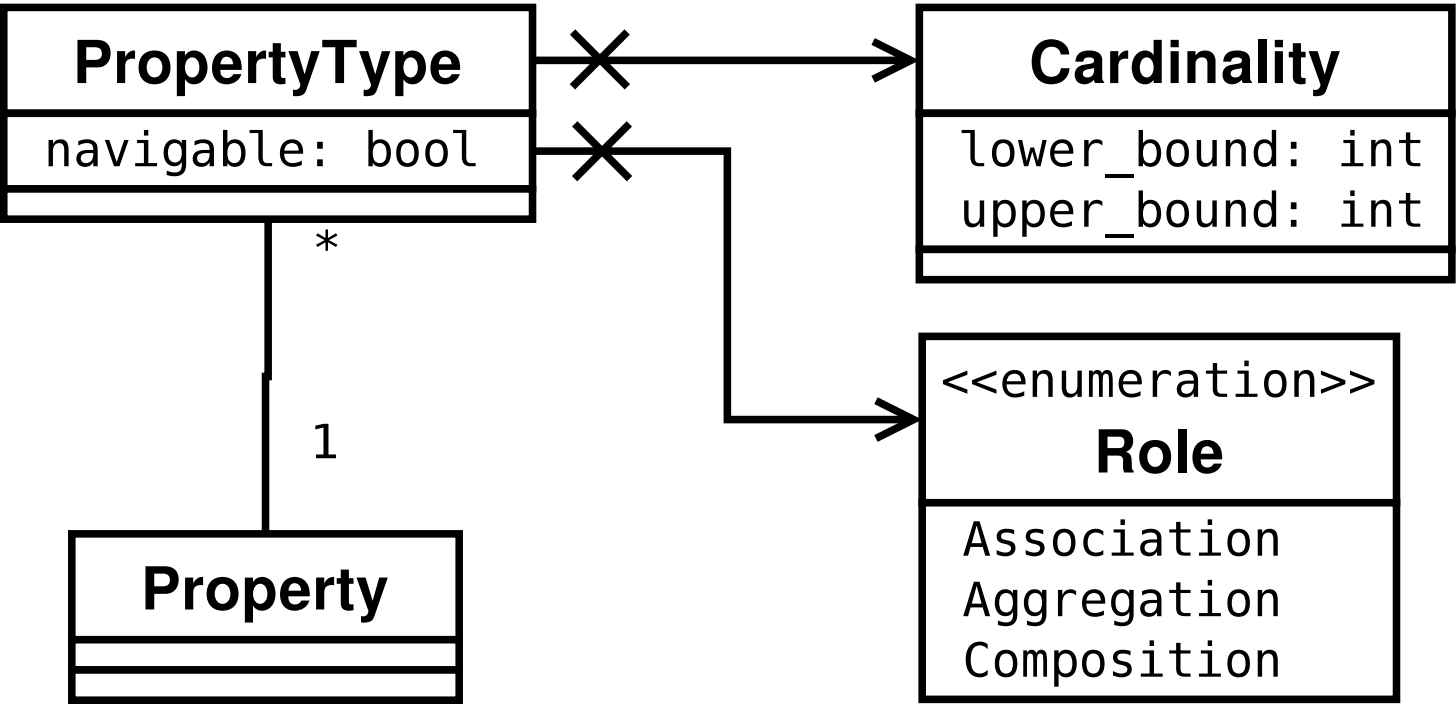 PropertyType
navigable: bool
*
1
Property
Cardinality
lower_bound: int
upper_bound: int
<<enumeration>>
Role
Association
Aggregation
Composition